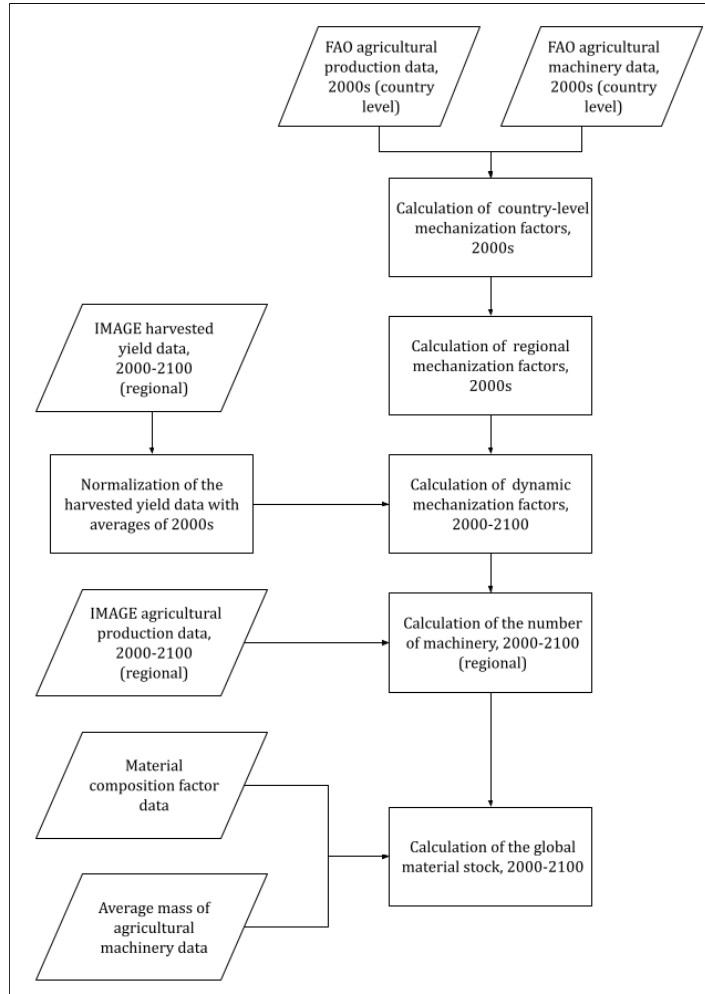 FAO agricultural
production data,
2000s (country
level)
FAO agricultural
machinery data,
2000s (country
level)
Calculation of country-level
mechanization factors,
2000s
IMAGE harvested
yield data,
2000-2100
(regional)
Calculation of regional
mechanization factors,
2000s
Normalization of the
harvested yield data with
averages of 2000s
Calculation of dynamic
mechanization factors,
2000-2100
IMAGE agricultural
production data,
2000-2100
(regional)
Calculation of the number
of machinery, 2000-2100
(regional)
Material
composition factor
data
Calculation of the global
material stock, 2000-2100
Average mass of
agricultural
machinery data